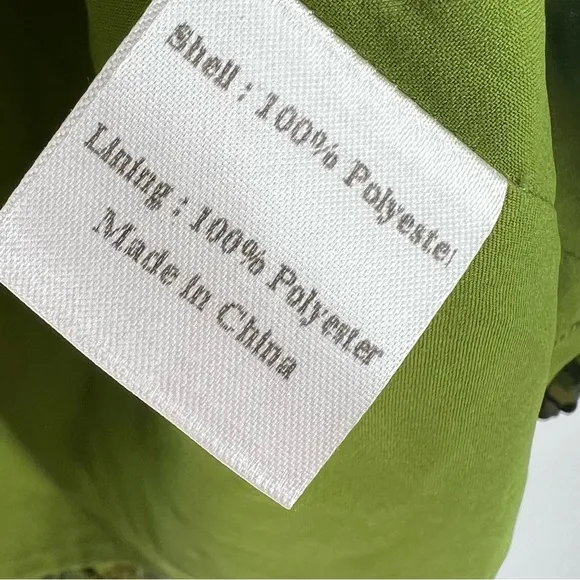 Shell : 100% Polyester
Lining : 100% Polyester
Made in China